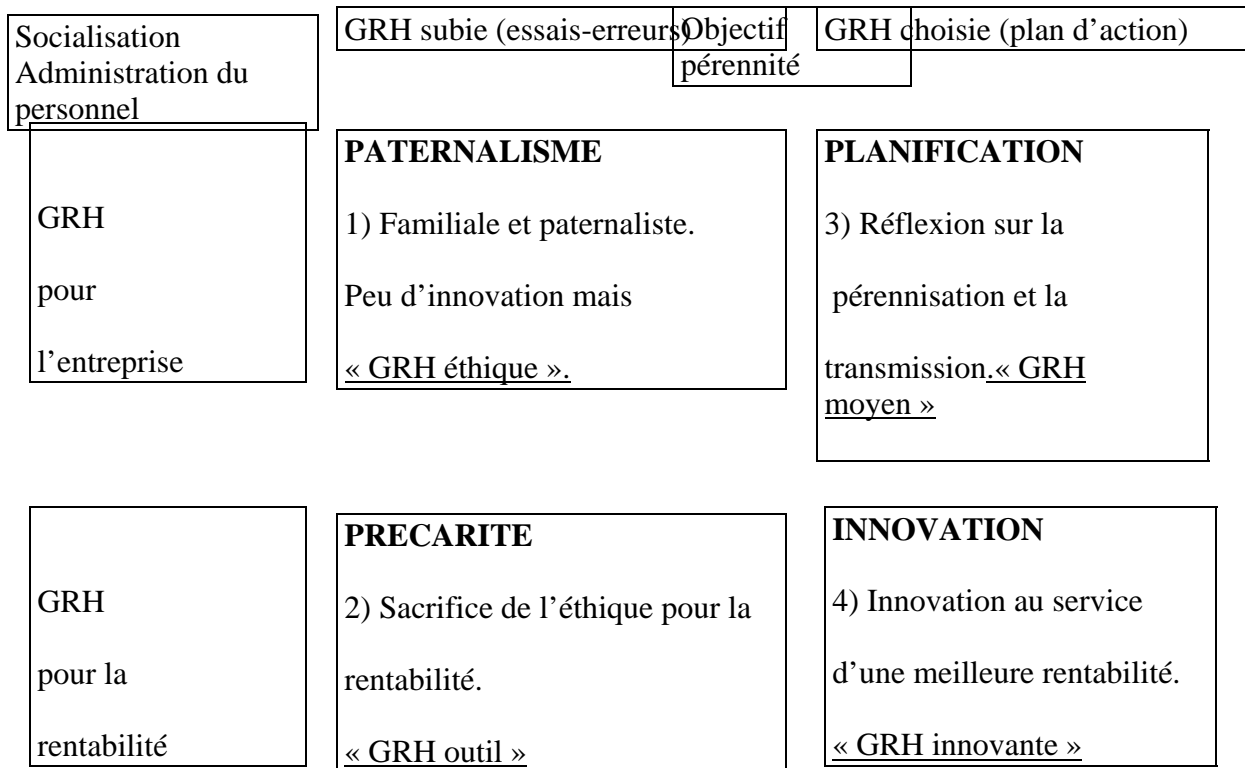 Socialisation
Administration du
personnel
GRH subie (essais-erreurs)
Objectif
pérennité
GRH choisie (plan d’action)
GRH
pour
l’entreprise
PATERNALISME
1) Familiale et paternaliste.
Peu d’innovation mais
« GRH éthique ».
PLANIFICATION
3) Réflexion sur la
pérennisation et la
transmission.« GRH
moyen »
GRH
pour la
rentabilité
PRECARITE
2) Sacrifice de l’éthique pour la
rentabilité.
« GRH outil »
INNOVATION
4) Innovation au service
d’une meilleure rentabilité.
« GRH innovante »